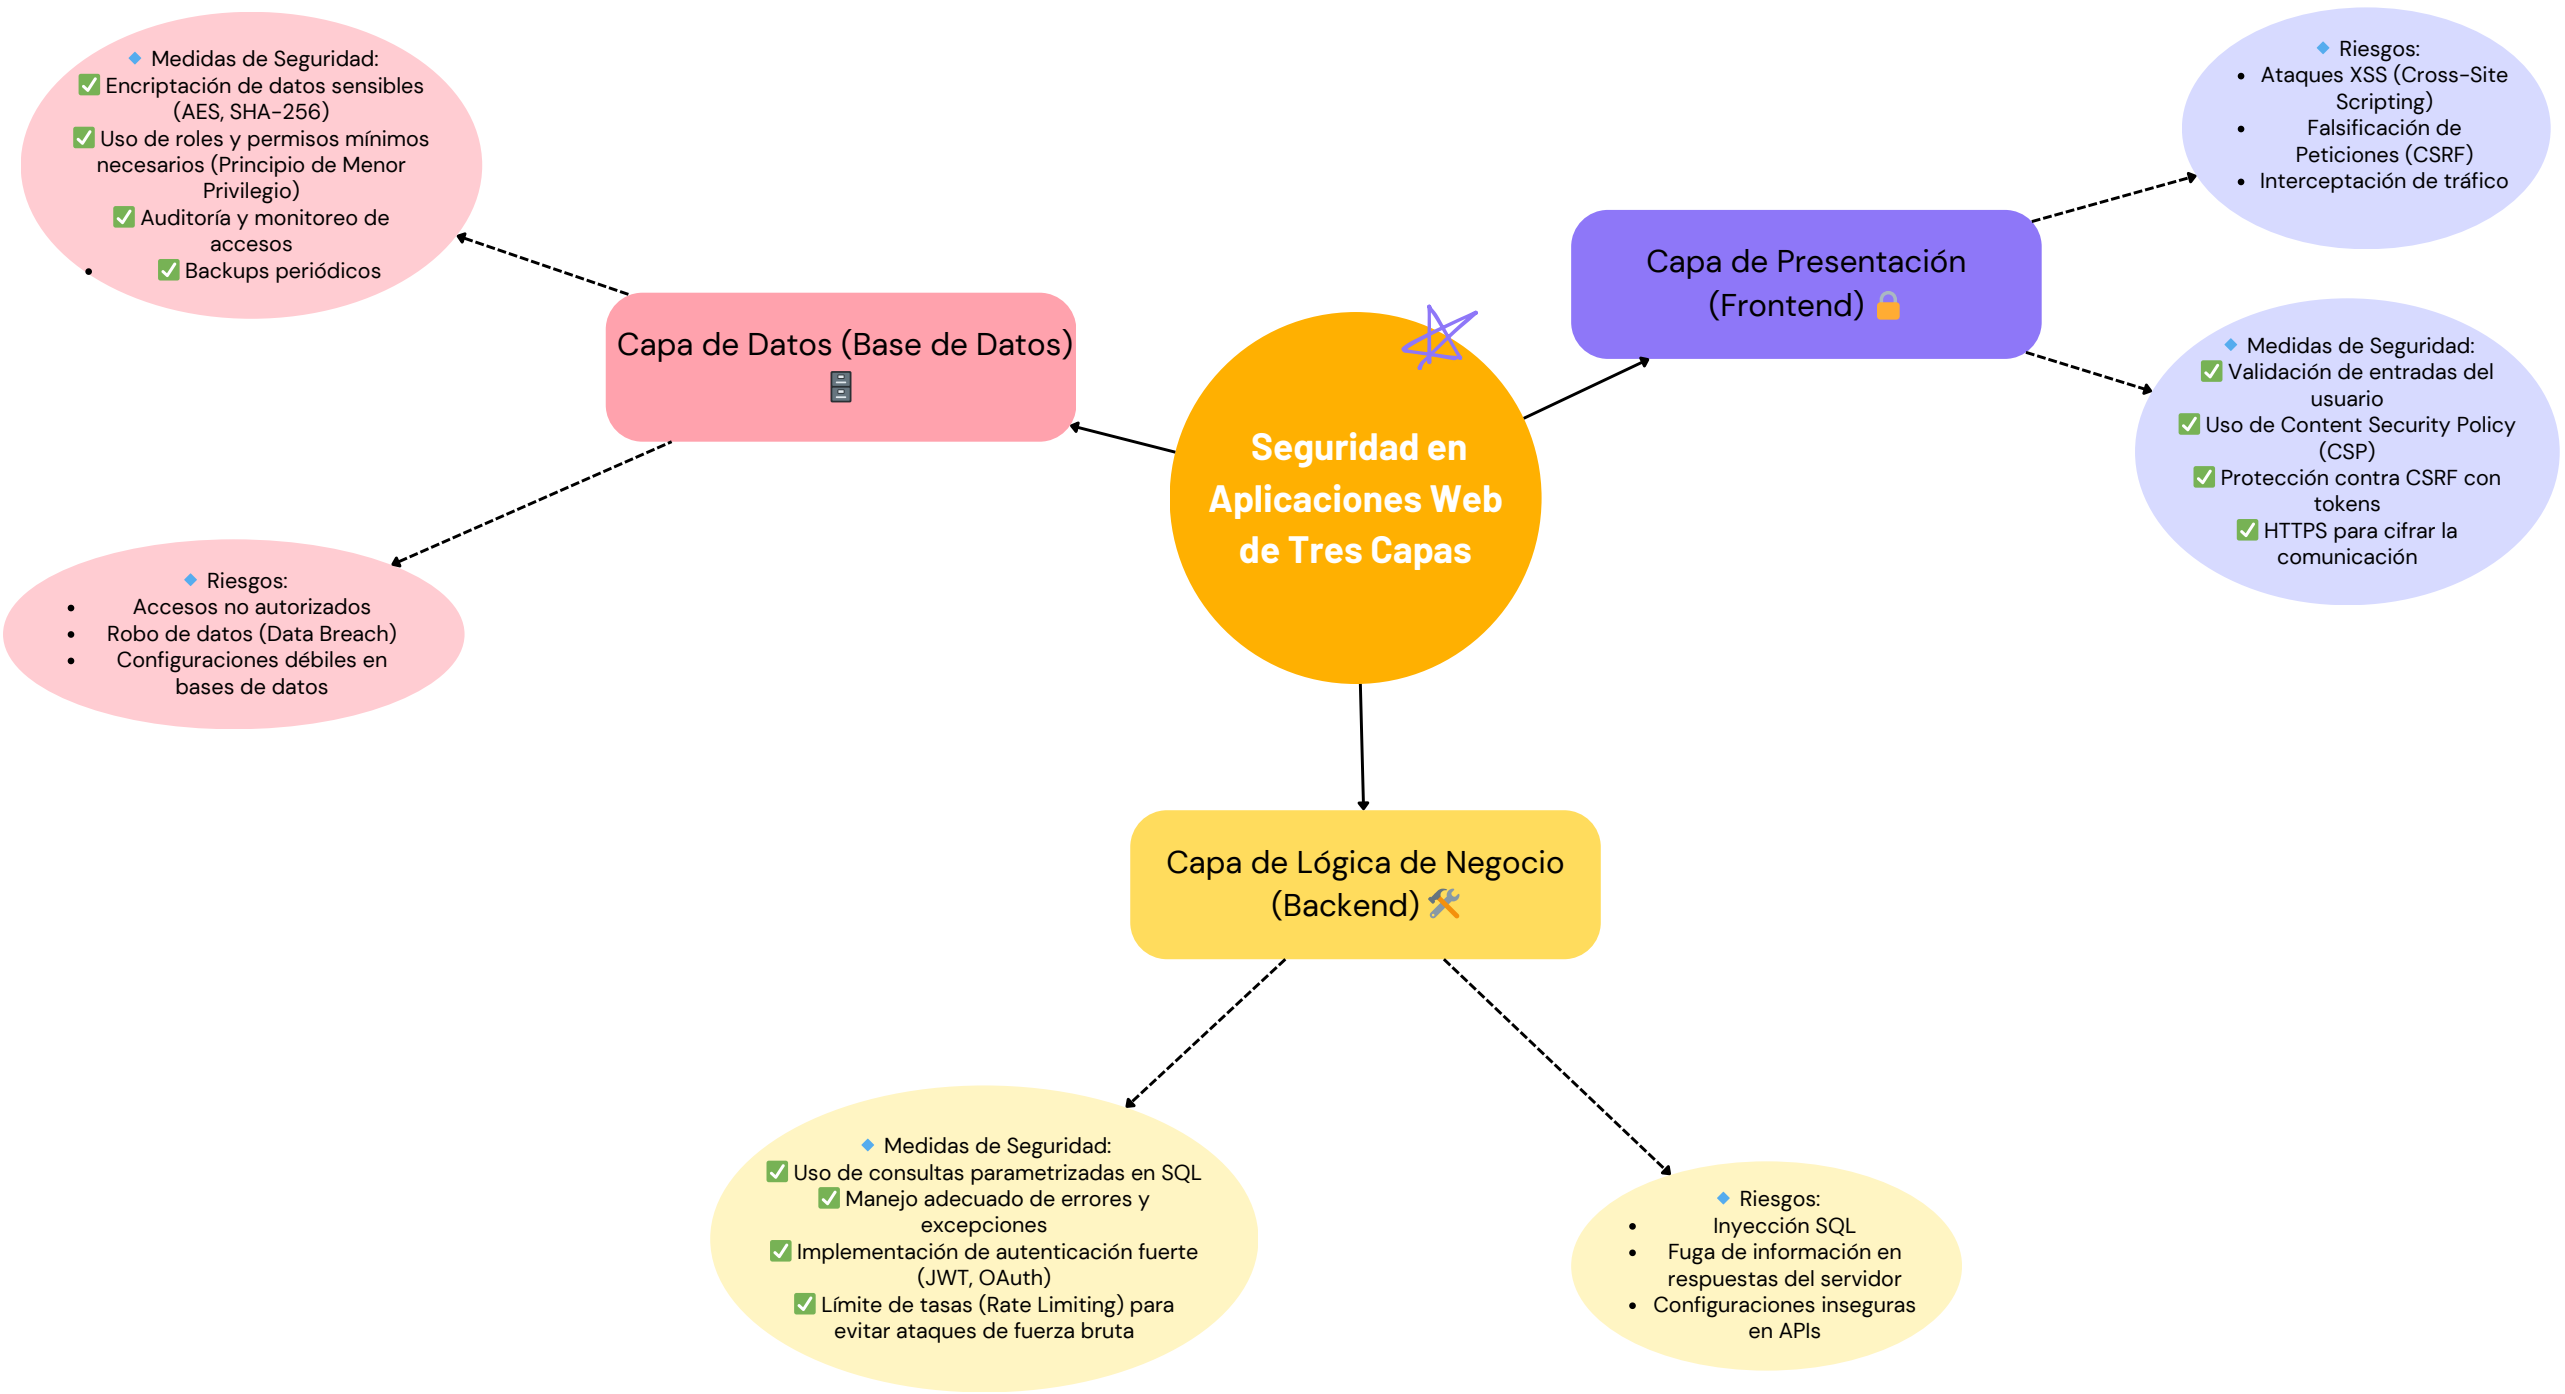 Seguridad en
Aplicaciones Web
de Tres Capas
Capa de Datos (Base de Datos)
🗄️
🔹 Medidas de Seguridad:
✅ Encriptación de datos sensibles
(AES, SHA-256)
✅ Uso de roles y permisos mínimos
necesarios (Principio de Menor
Privilegio)
✅ Auditoría y monitoreo de
accesos
• ✅ Backups periódicos
🔹 Riesgos:
• Accesos no autorizados
• Robo de datos (Data Breach)
• Configuraciones débiles en
bases de datos
Capa de Presentación
(Frontend) 🔒
🔹 Riesgos:
• Ataques XSS (Cross-Site
Scripting)
• Falsificación de
Peticiones (CSRF)
• Interceptación de tráfico
🔹 Medidas de Seguridad:
✅ Validación de entradas del
usuario
✅ Uso de Content Security Policy
(CSP)
✅ Protección contra CSRF con
tokens
✅ HTTPS para cifrar la
comunicación
Capa de Lógica de Negocio
(Backend) 🛠️
🔹 Medidas de Seguridad:
✅ Uso de consultas parametrizadas en SQL
✅ Manejo adecuado de errores y
excepciones
✅ Implementación de autenticación fuerte
(JWT, OAuth)
✅ Límite de tasas (Rate Limiting) para
evitar ataques de fuerza bruta
🔹 Riesgos:
• Inyección SQL
• Fuga de información en
respuestas del servidor
• Configuraciones inseguras
en APIs